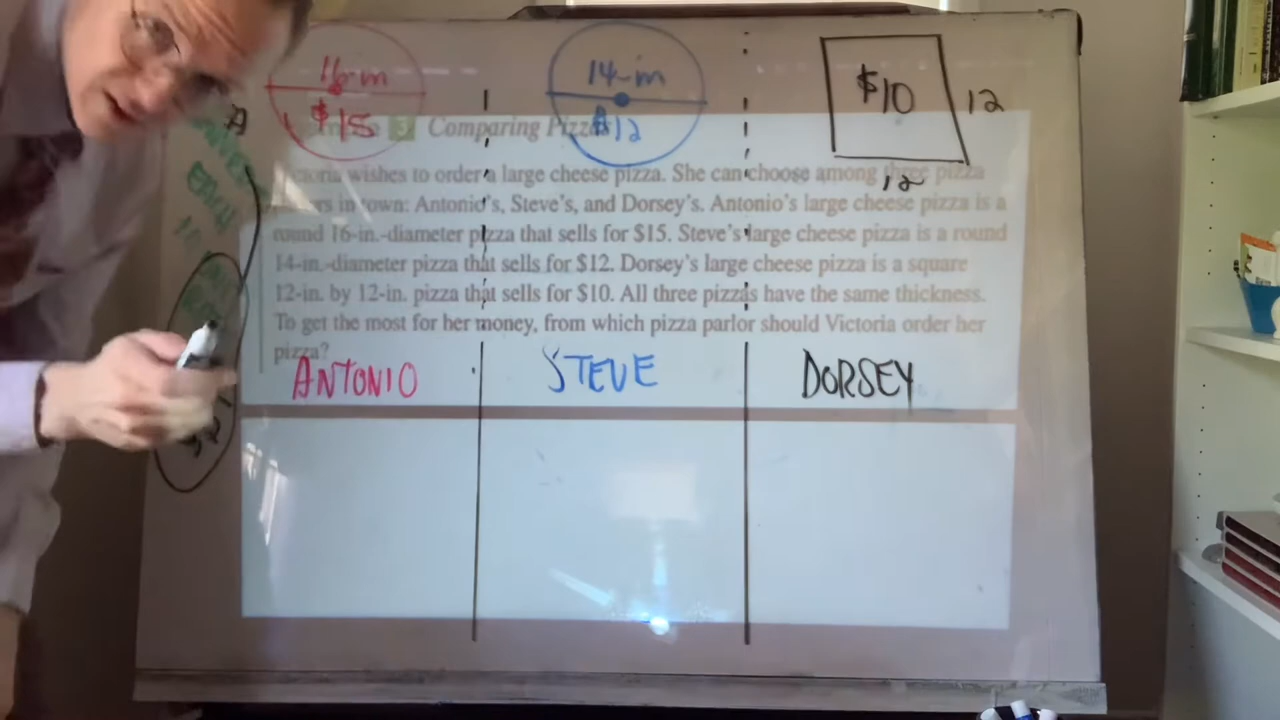 16-in
$15
14-in
$12
$10
12
12
3 Comparing Pizzas
wishes to order a large cheese pizza. She can choose among three pizza
in town: Antonio's, Steve's, and Dorsey's. Antonio's large cheese pizza is a
round 16-in.-diameter pizza that sells for $15. Steve's large cheese pizza is a round
14-in.-diameter pizza that sells for $12. Dorsey's large cheese pizza is a square
12-in. by 12-in. pizza that sells for $10. All three pizzas have the same thickness.
To get the most for her money, from which pizza parlor should Victoria order her
pizza?
ANTONIO
STEVE
DORSEY